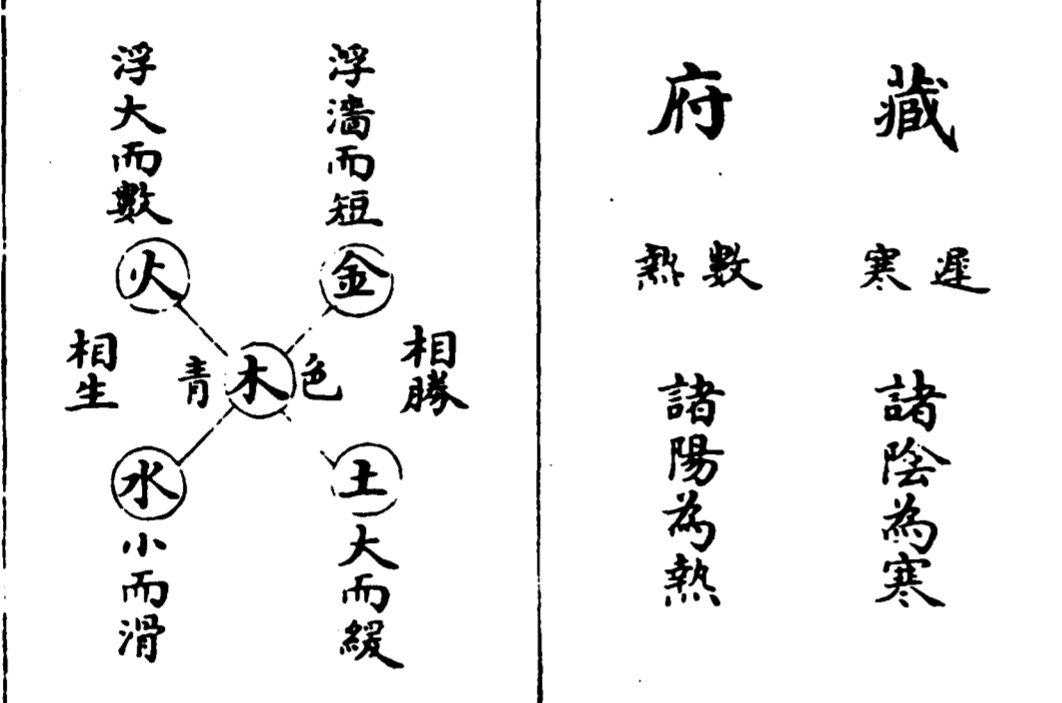 藏
遲寒
諸陰為寒
府
數熱
諸陽為熱
浮濇而短
金
相勝
土
大而緩
色木青
浮大而數
火
相生
水
小而滑